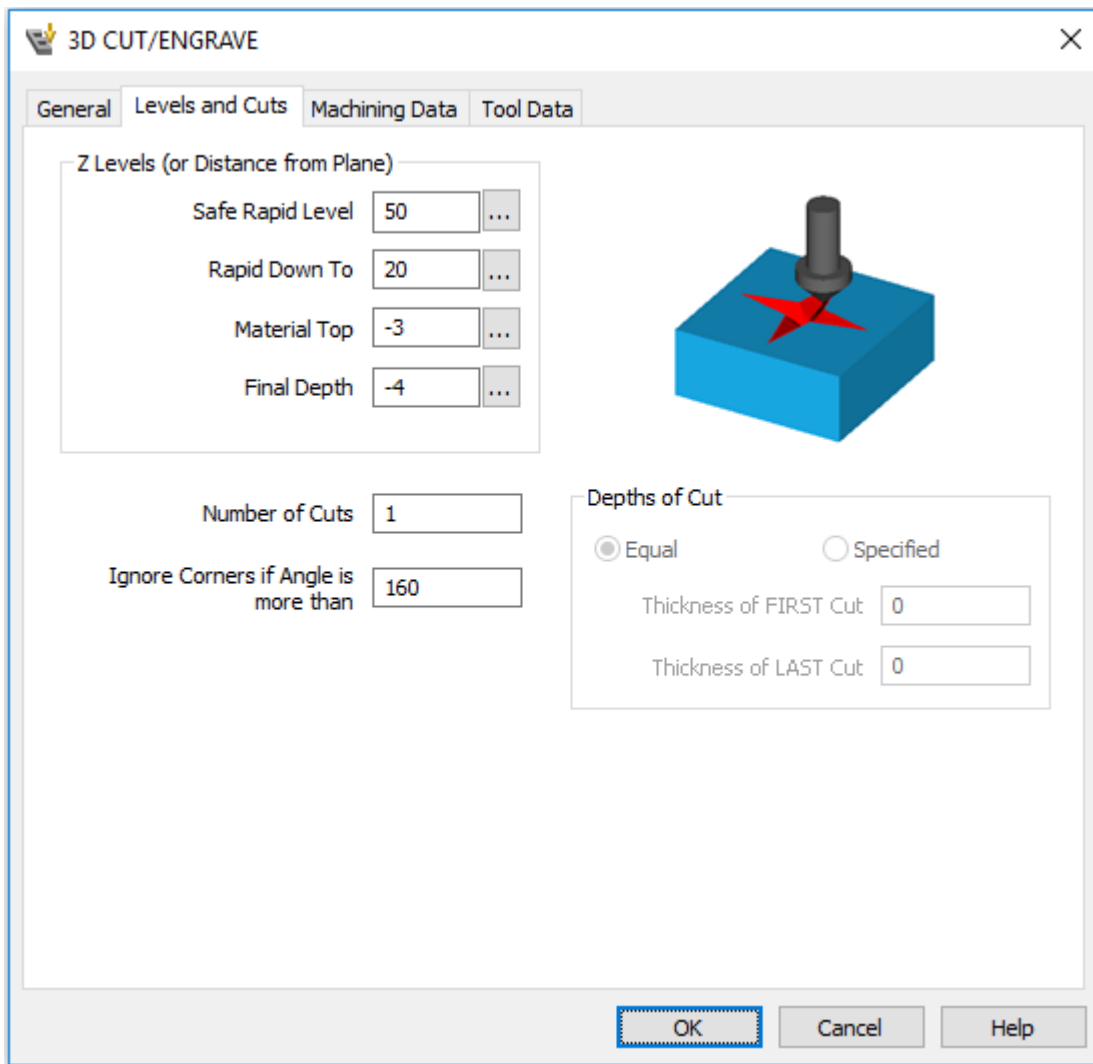 3D CUT/ENGRAVE
General Levels and Cuts Machining Data Tool Data
Z Levels (or Distance from Plane)
Safe Rapid Level 50 ...
Rapid Down To 20 ...
Material Top -3 ...
Final Depth -4 ...
Number of Cuts 1
Ignore Corners if Angle is
more than 160
Depths of Cut
Equal Specified
Thickness of FIRST Cut 0
Thickness of LAST Cut 0
OK Cancel Help